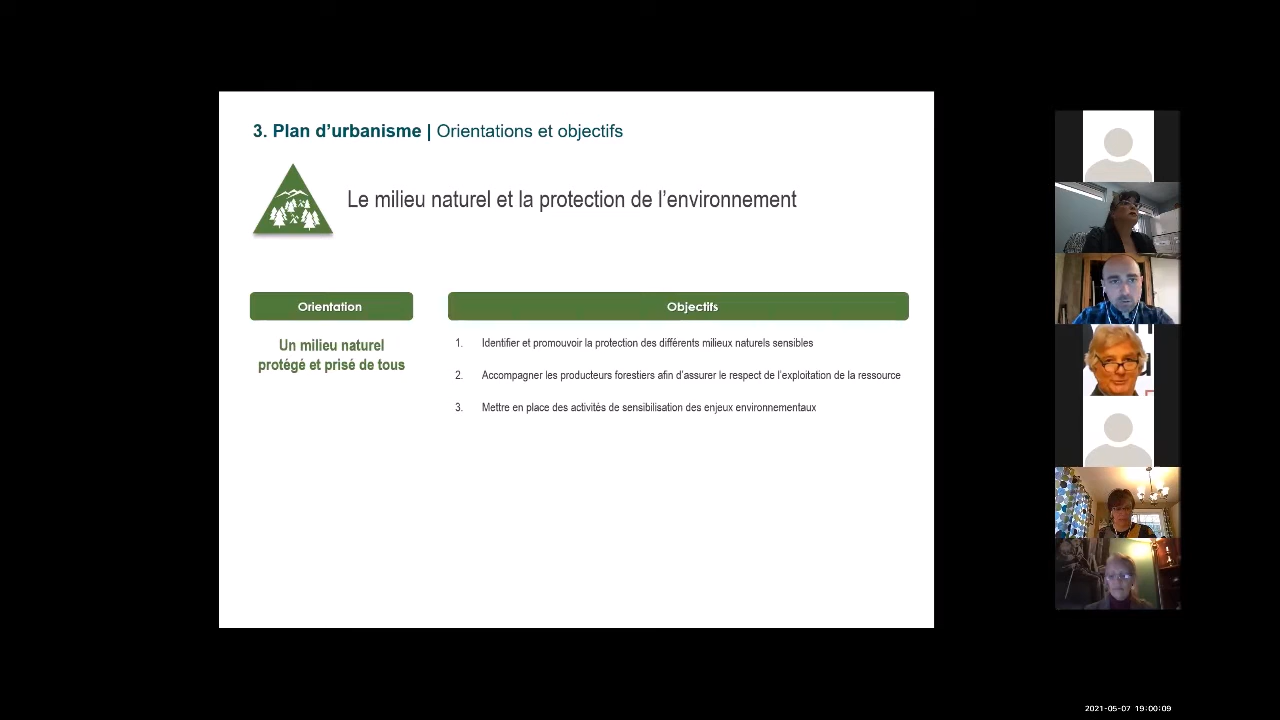 3. Plan d'urbanisme | Orientations et objectifs
Le milieu naturel et la protection de l'environnement
Orientation
Un milieu naturel
protégé et prisé de tous
Objectifs
1. Identifier et promouvoir la protection des différents milieux naturels sensibles
2. Accompagner les producteurs forestiers afin d'assurer le respect de l'exploitation de la ressource
3. Mettre en place des activités de sensibilisation des enjeux environnementaux
2021-05-07 19:00:09